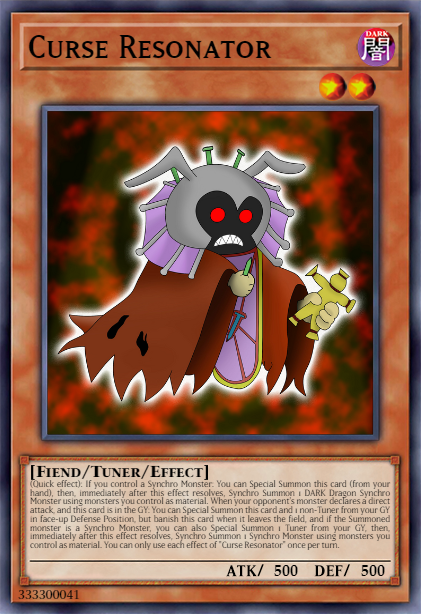 CURSE RESONATOR
DARK
闇
[FIEND/TUNER/EFFECT]
(Quick effect): If you control a Synchro Monster: You can Special Summon this card (from your
hand), then, immediately after this effect resolves, Synchro Summon 1 DARK Dragon Synchro
Monster using monsters you control as material. When your opponent's monster declares a direct
attack, and this card is in the GY: You can Special Summon this card and 1 non-Tuner from your GY
in face-up Defense Position, but banish this card when it leaves the field, and if the Summoned
monster is a Synchro Monster, you can also Special Summon 1 Tuner from your GY, then,
immediately after this effect resolves, Synchro Summon 1 Synchro Monster using monsters you
control as material. You can only use each effect of "Curse Resonator" once per turn.
ATK/ 500 DEF/ 500
333300041